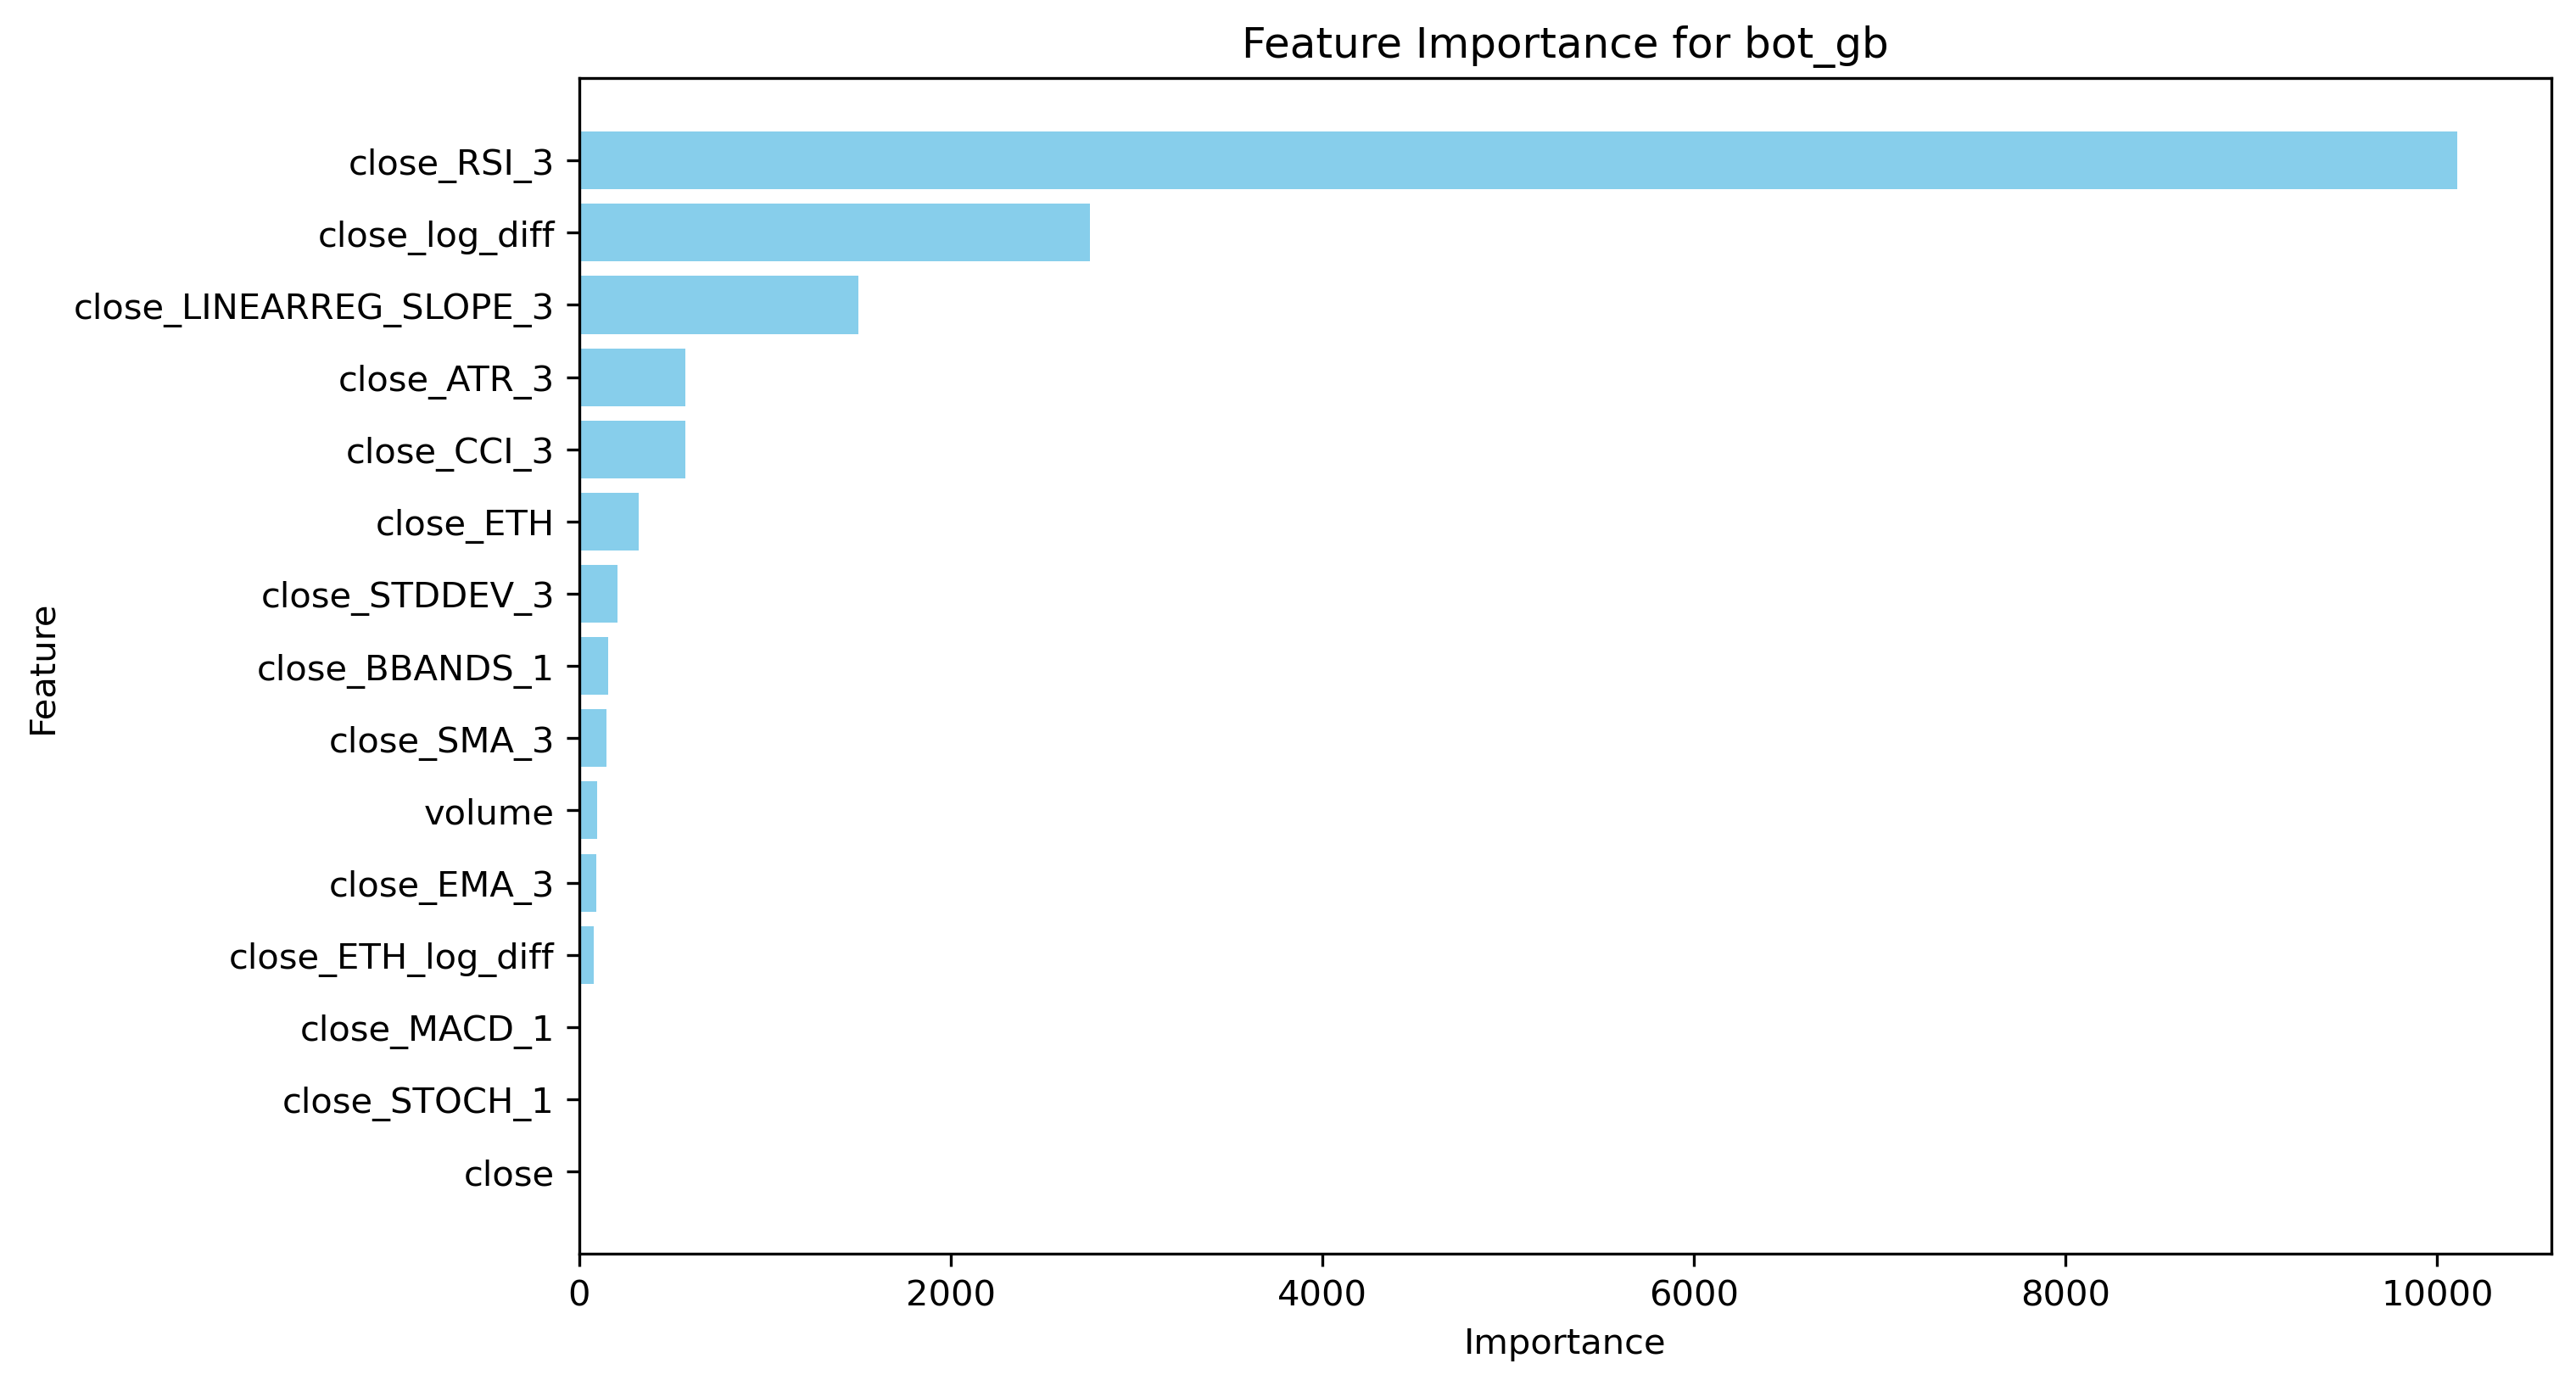 Feature Importance for bot_gb
close_RSI_3
close_log_diff
close_LINEARREG_SLOPE_3
close_ATR_3
close_CCI_3
close_ETH
close_STDDEV_3
close_BBANDS_1
close_SMA_3
volume
close_EMA_3
close_ETH_log_diff
close_MACD_1
close_STOCH_1
close
Feature
0 2000 4000 6000 8000 10000
Importance